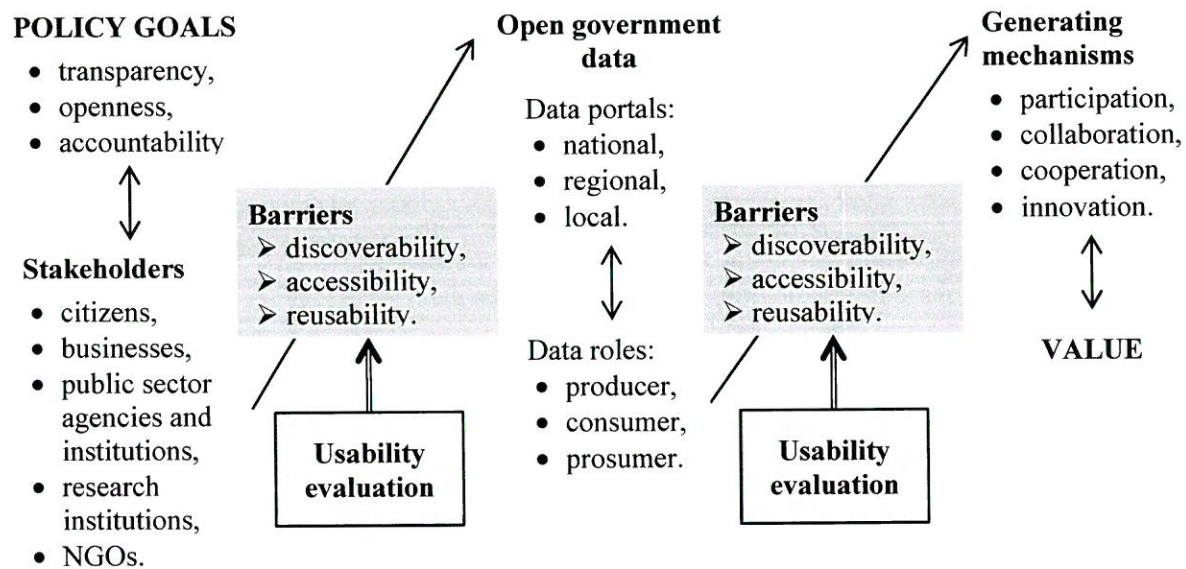 POLICY GOALS
• transparency,
• openness,
• accountability
Stakeholders
• citizens,
• businesses,
• public sector
agencies and
institutions,
• research
institutions,
• NGOs.
Barriers
➢ discoverability,
➢ accessibility,
➢ reusability.
Usability
evaluation
Open government
data
Data portals:
• national,
• regional,
• local.
Data roles:
• producer,
• consumer,
• prosumer.
Barriers
➢ discoverability,
➢ accessibility,
➢ reusability.
Usability
evaluation
Generating
mechanisms
• participation,
• collaboration,
• cooperation,
• innovation.
VALUE